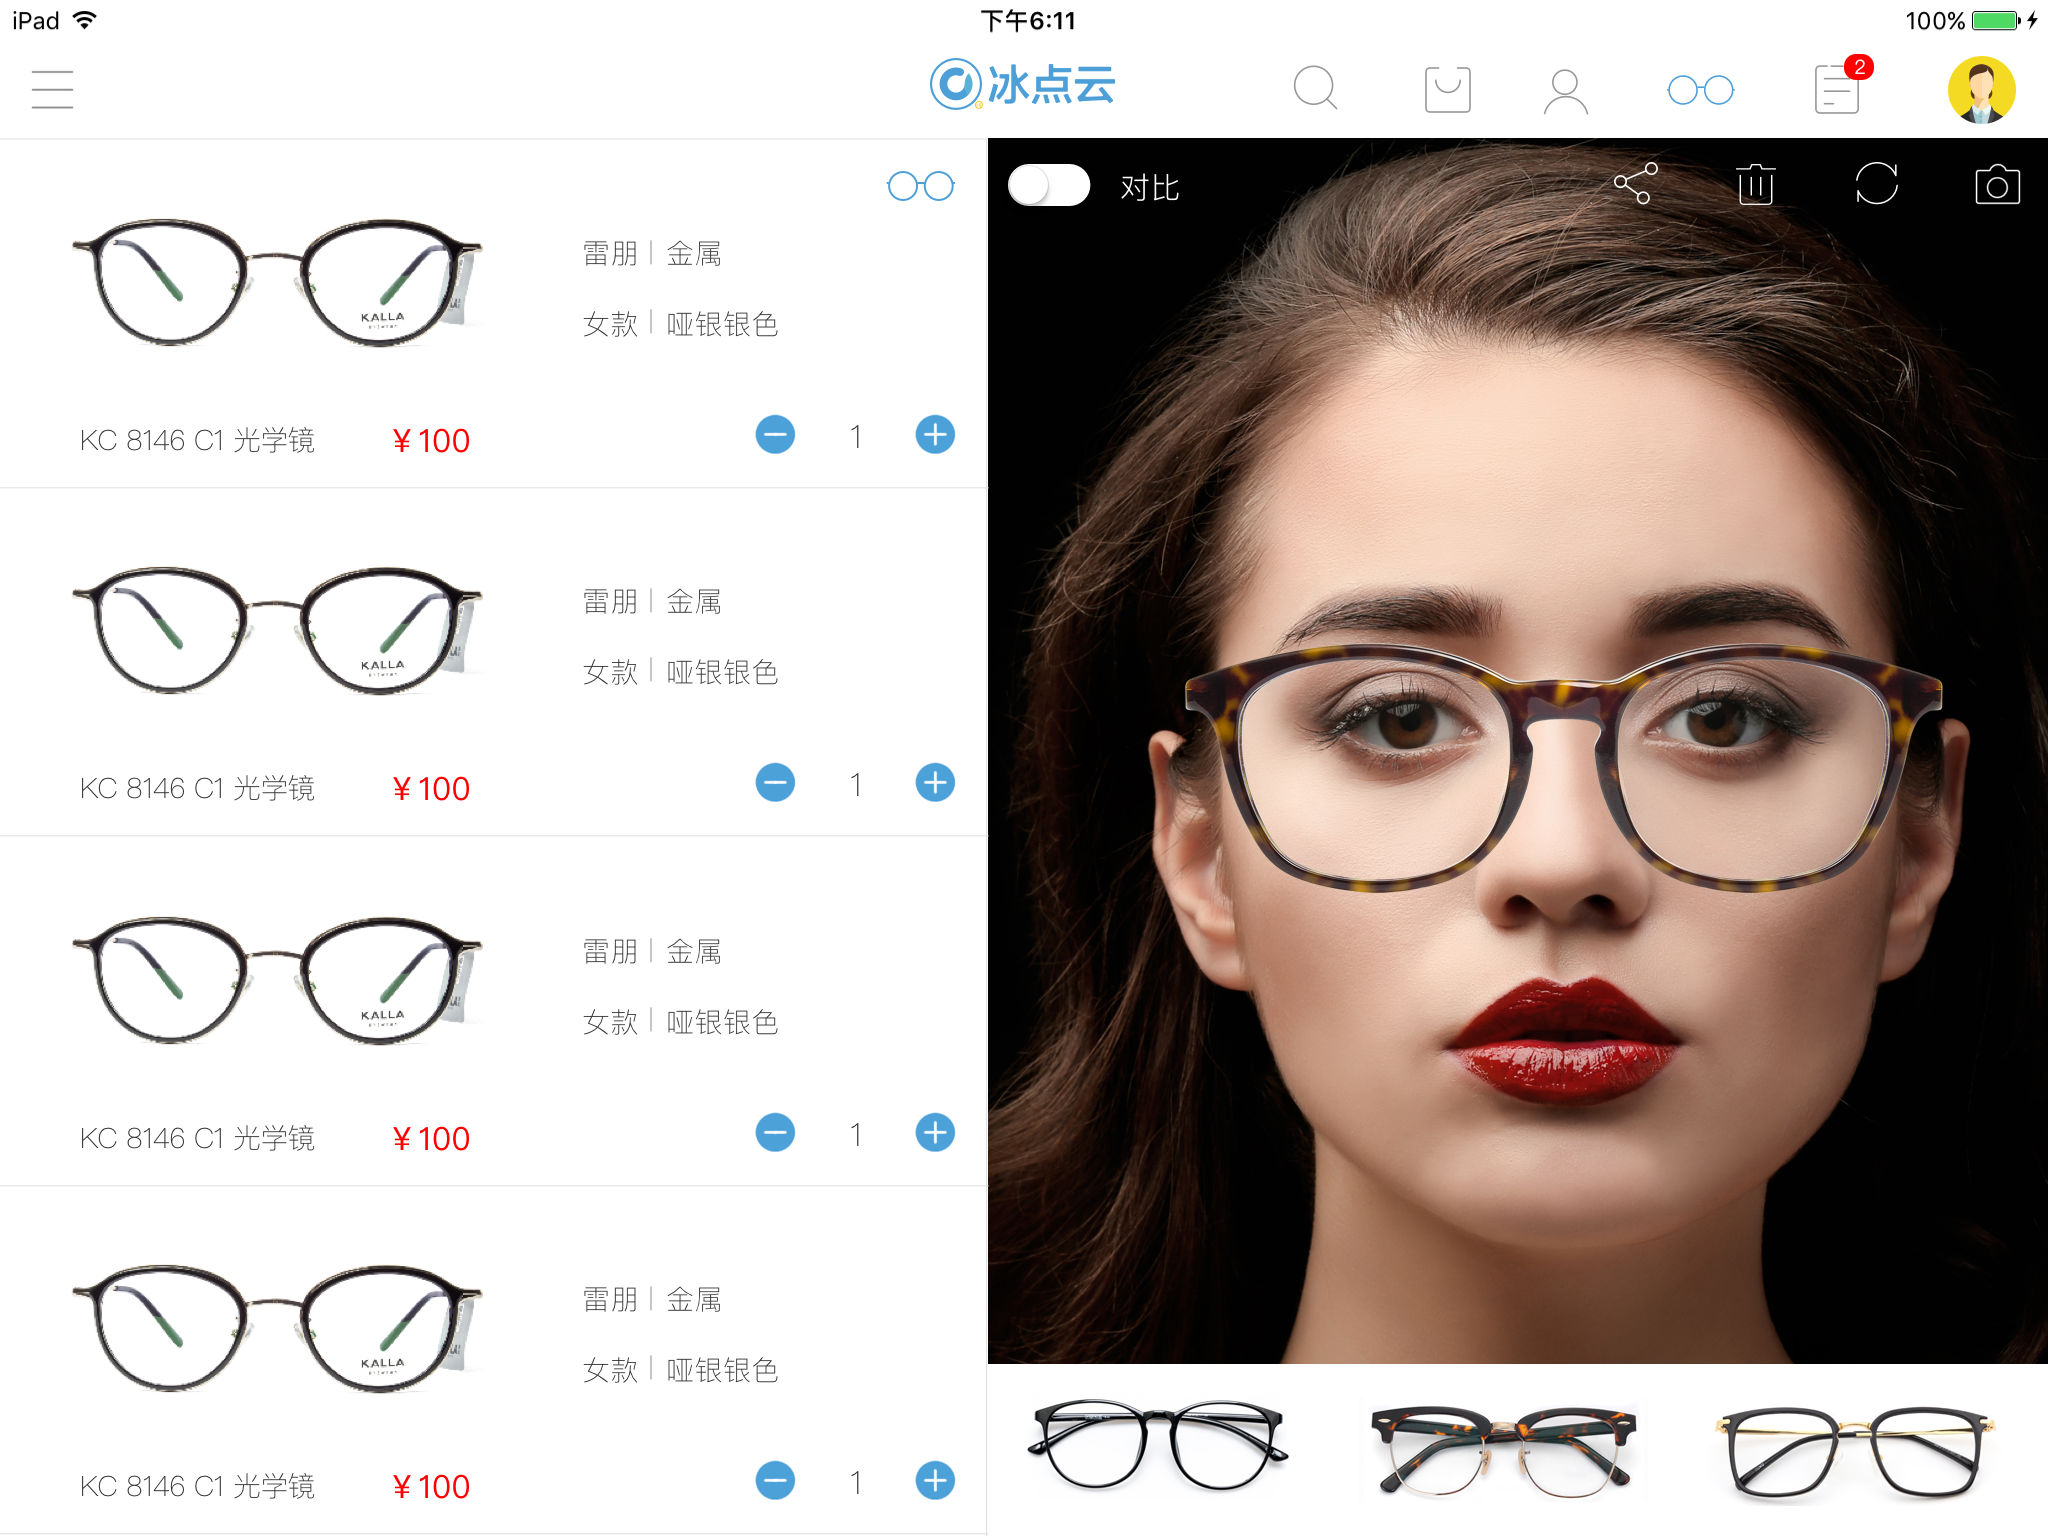 iPad
下午6:11
100%
冰点云
2
对比
雷朋 | 金属
女款 | 哑银银色
KALLA
KC 8146 C1 光学镜
¥100
1
雷朋 | 金属
女款 | 哑银银色
KALLA
KC 8146 C1 光学镜
¥100
1
雷朋 | 金属
女款 | 哑银银色
KALLA
KC 8146 C1 光学镜
¥100
1
雷朋 | 金属
女款 | 哑银银色
KALLA
KC 8146 C1 光学镜
¥100
1